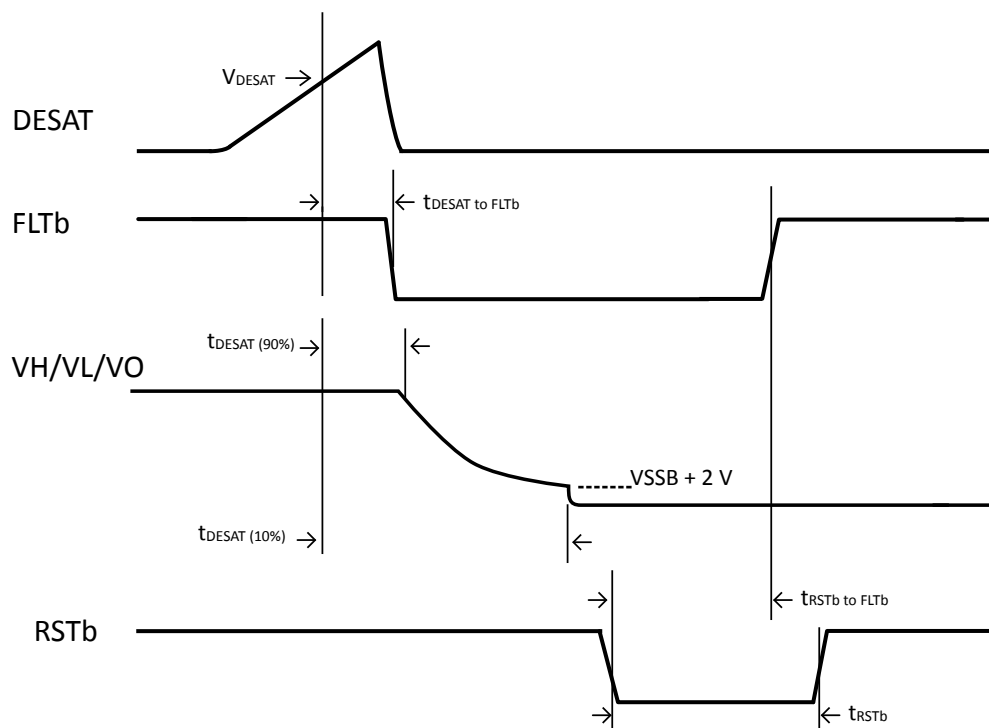 VDESAT
DESAT
tDESAT to FLTb
FLTb
tDESAT (90%)
VH/VL/VO
VSSB + 2 V
tDESAT (10%)
tRSTb to FLTb
RSTb
tRSTb